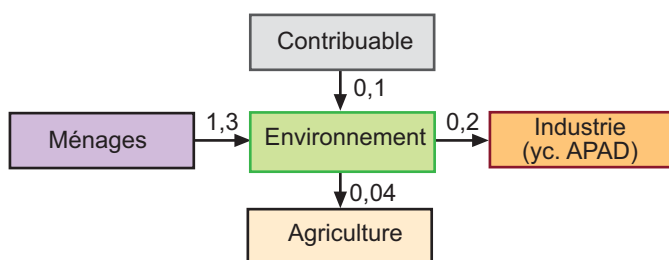 Contribuable
0,1
Ménages
1,3
Environnement
0,2
Industrie
(yc. APAD)
0,04
Agriculture